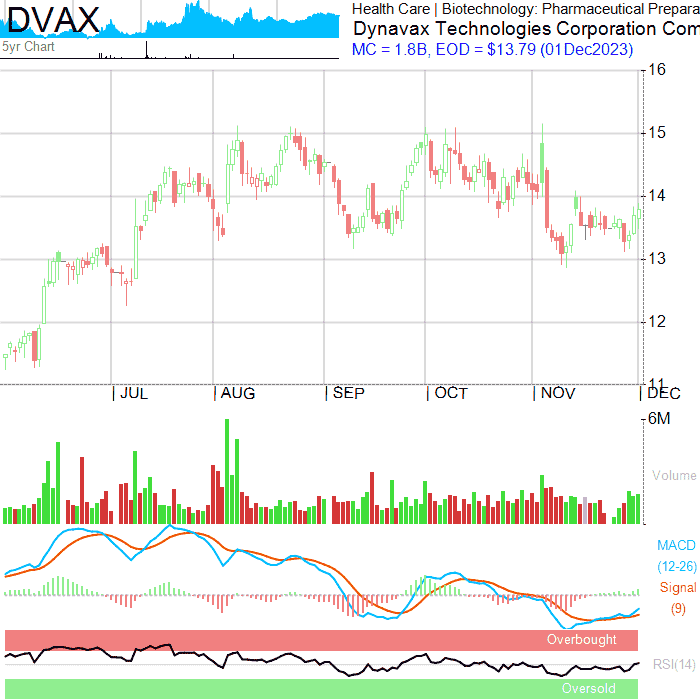 DVAX
5yr Chart
Health Care | Biotechnology: Pharmaceutical Prepara
Dynavax Technologies Corporation Com
MC = 1.8B, EOD = $13.79 (01Dec2023)
16
15
14
13
12
11
JUL
AUG
SEP
OCT
NOV
DEC
6M
Volume
MACD
(12-26)
Signal
(9)
Overbought
RSI(14)
Oversold